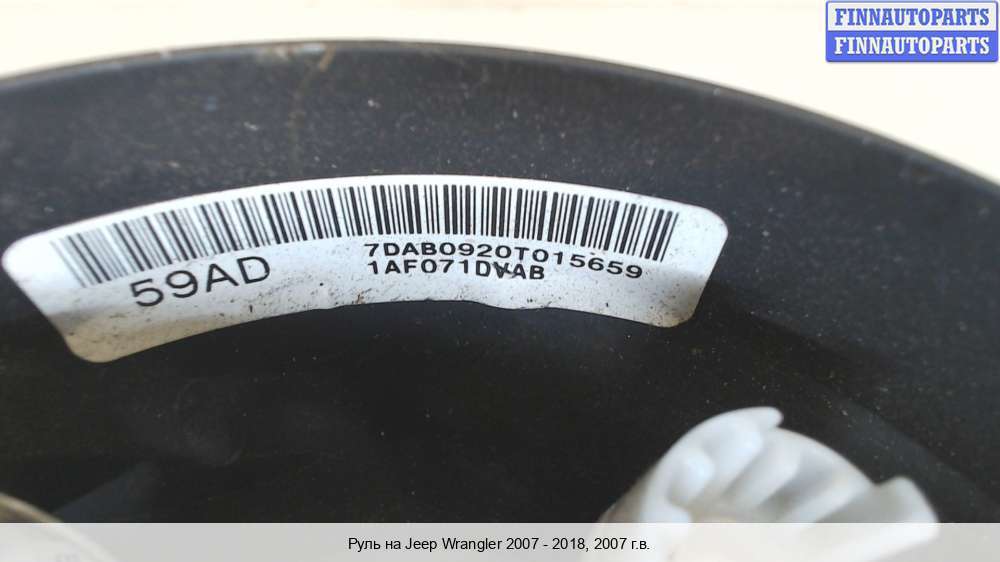 FINNAUTOPARTS
FINNAUTOPARTS
7DAB0920T015659
59AD
1AF071DVAB
Руль на Jeep Wrangler 2007 - 2018, 2007 г.в.